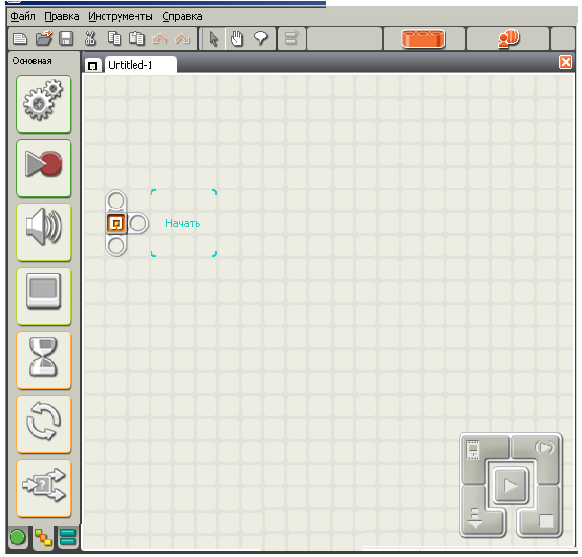 Файл Правка Инструменты Справка
Основная
Untitled-1
Начать